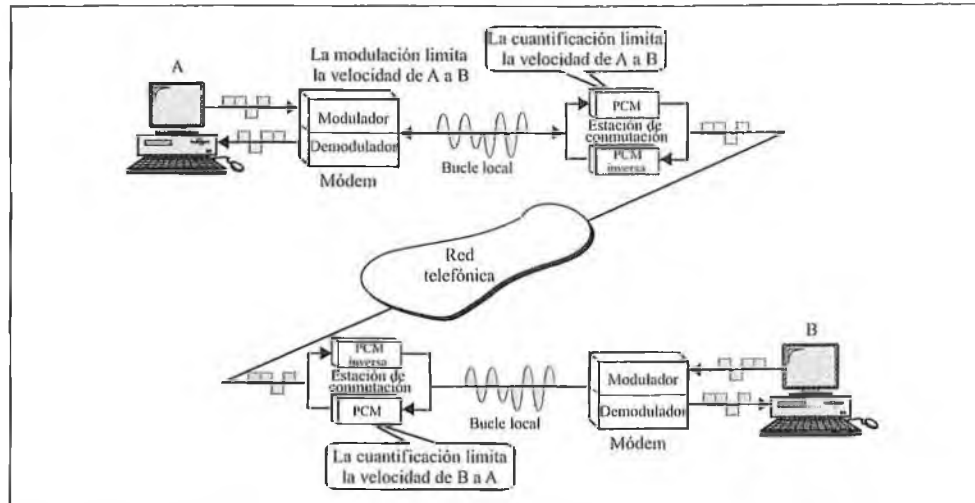 A
La modulación limita
la velocidad de A a B
La cuantificación limita
la velocidad de A a B
Modulador
Demodulador
Módem
Bucle local
PCM
Estación de
conmutación
PCM
inversa
Red
telefónica
B
PCM
inversa
Estación de
conmutación
PCM
Bucle local
Modulador
Demodulador
Módem
La cuantificación limita
la velocidad de B a A